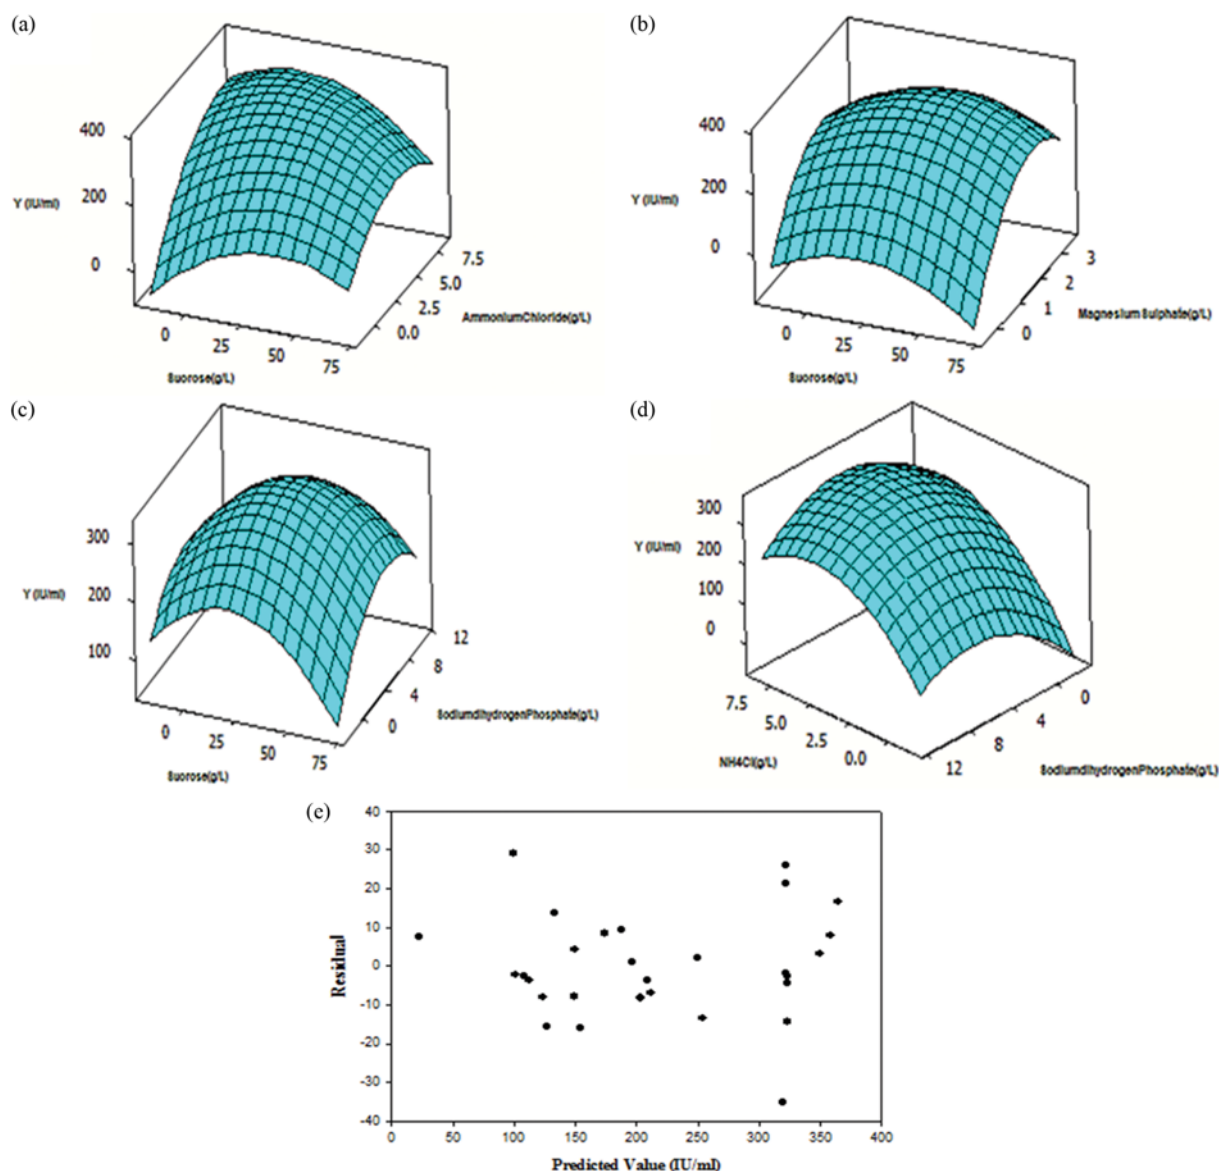 (a)
400
200
0
Y (IU/ml)
0
25
50
75
Suorose(g/L)
0.0
2.5
5.0
7.5
AmmoniumChloride(g/L)
(b)
400
200
0
Y (IU/ml)
0
25
50
75
Suorose(g/L)
0
1
2
3
Magnesium Sulphate(g/L)
(c)
300
200
100
Y (IU/ml)
0
25
50
75
Suorose(g/L)
0
4
8
12
SodiumdihydrogenPhosphate(g/L)
(d)
300
200
100
0
Y (IU/ml)
7.5
5.0
2.5
0.0
NH4Cl(g/L)
12
8
4
0
SodiumdihydrogenPhosphate(g/L)
(e)
40
30
20
10
0
-10
-20
-30
-40
Residual
0 50 100 150 200 250 300 350 400
Predicted Value (IU/ml)